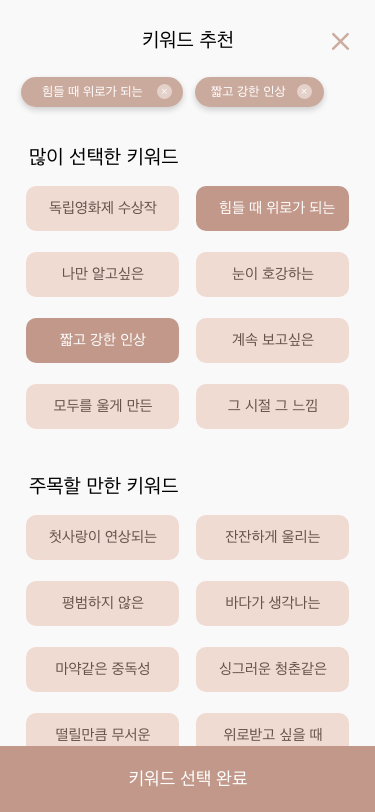 키워드 추천
힘들 때 위로가 되는
짧고 강한 인상
많이 선택한 키워드
독립영화제 수상작
힘들 때 위로가 되는
나만 알고싶은
눈이 호강하는
짧고 강한 인상
계속 보고싶은
모두를 울게 만든
그 시절 그 느낌
주목할 만한 키워드
첫사랑이 연상되는
잔잔하게 울리는
평범하지 않은
바다가 생각나는
마약같은 중독성
싱그러운 청춘같은
떨릴만큼 무서운
위로받고 싶을 때
키워드 선택 완료